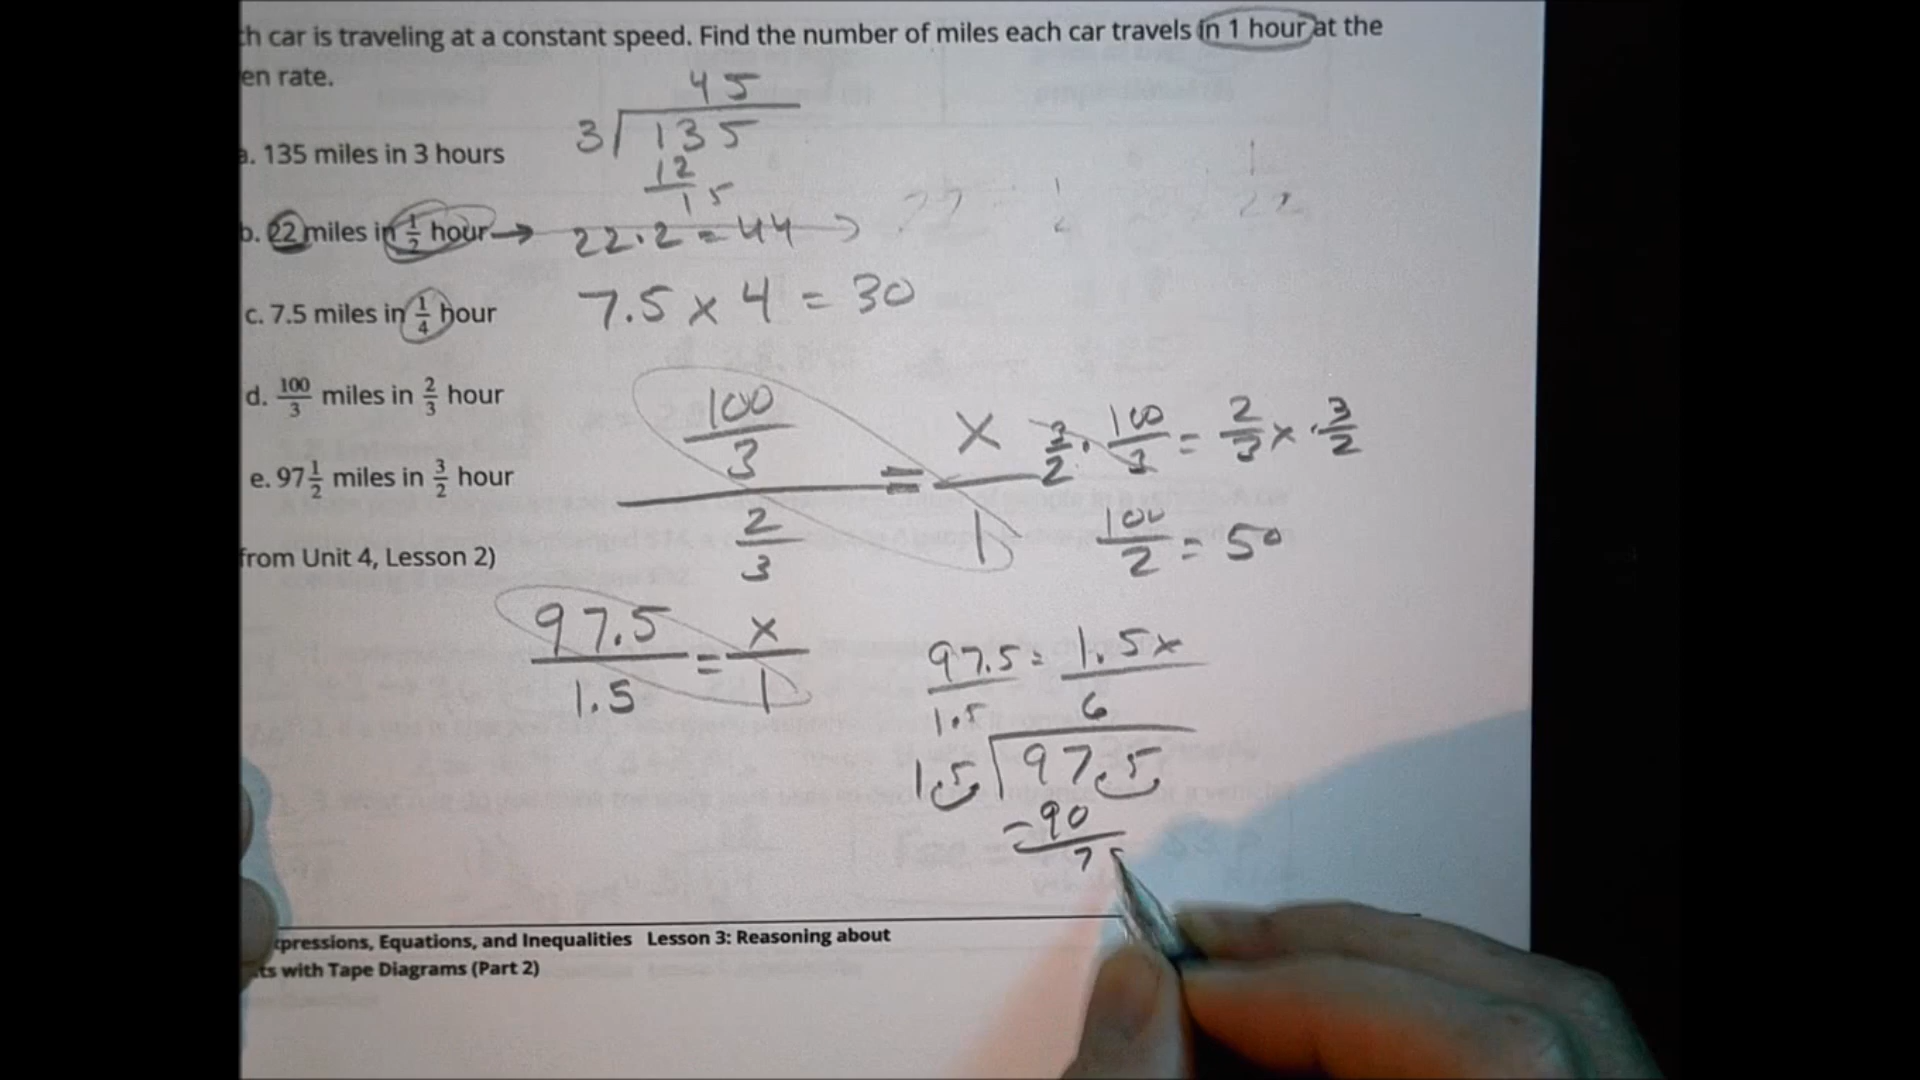 th car is traveling at a constant speed. Find the number of miles each car travels in 1 hour at the
en rate.
45
3 135
12
15
a. 135 miles in 3 hours
b. 22 miles in 1/2 hour → 22·2 = 44
c. 7.5 miles in 1/4 hour 7.5 x 4 = 30
d. 100/3 miles in 2/3 hour
100/3 / 2/3 = x/1
3/2 · 100/3 = 2/3 x · 3/2
100/2 = 50
e. 97 1/2 miles in 3/2 hour
from Unit 4, Lesson 2)
97.5/1.5 = x/1
97.5 = 1.5x
1.5
6
1.5 97.5
-90
75
xpressions, Equations, and Inequalities Lesson 3: Reasoning about
ts with Tape Diagrams (Part 2)